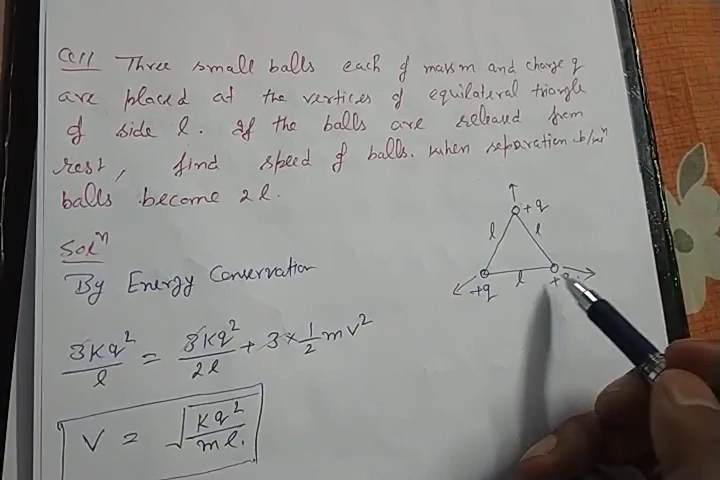 Three small balls each of mass m and charge q
are placed at the vertices of equilateral triangle
of side l. If the balls are released from
rest, find speed of balls. when separation b/wⁿ
balls become 2l.
+q
l
l
+q
l
Solⁿ
By Energy Conservation
3Kq²/l = 3Kq²/2l + 3 × 1/2 mV²
V = √(Kq²/ml.)